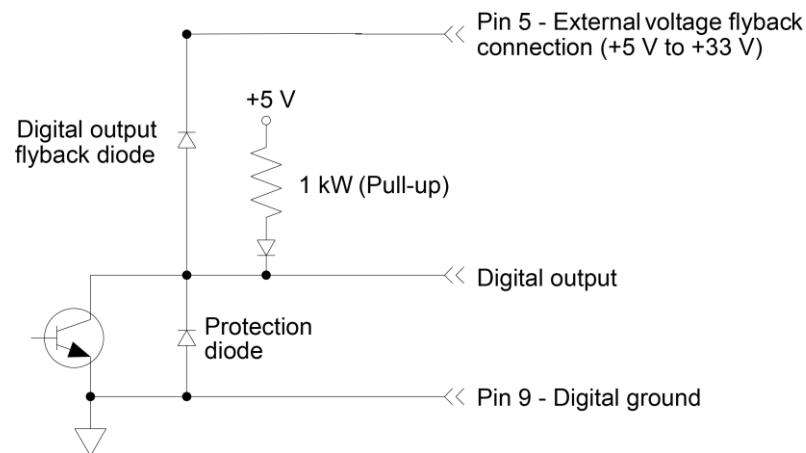 Pin 5 - External voltage flyback
connection (+5 V to +33 V)
+5 V
Digital output
flyback diode
1 kW (Pull-up)
Digital output
Protection
diode
Pin 9 - Digital ground